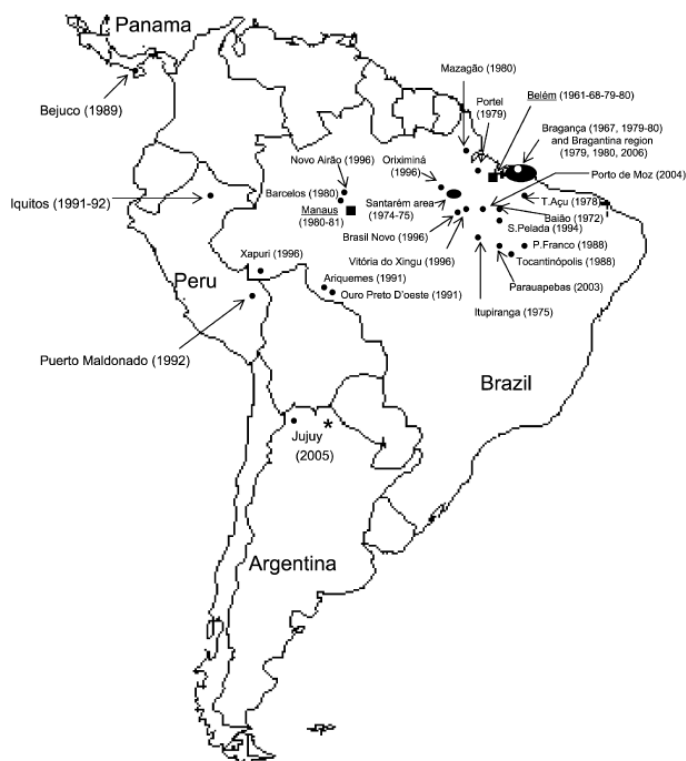 Panama
Bejuco (1989)
Mazagão (1980)
Portel
(1979)
Belém (1961-68-79-80)
Bragança (1967, 1979-80)
and Bragantina region
(1979, 1980, 2006)
Porto de Moz (2004)
Novo Airão (1996)
Oriximiná
(1996)
Barcelos (1980)
Manaus
(1980-81)
Santarém area
(1974-75)
T.Açu (1978)
Baião (1972)
S.Pelada (1994)
Brasil Novo (1996)
P.Franco (1988)
Vitória do Xingu (1996)
Tocantinópolis (1988)
Iquitos (1991-92)
Xapuri (1996)
Ariquemes (1991)
Ouro Preto D'oeste (1991)
Parauapebas
(2003)
Peru
Itupiranga
(1975)
Puerto Maldonado (1992)
Brazil
*
Jujuy
(2005)
Argentina